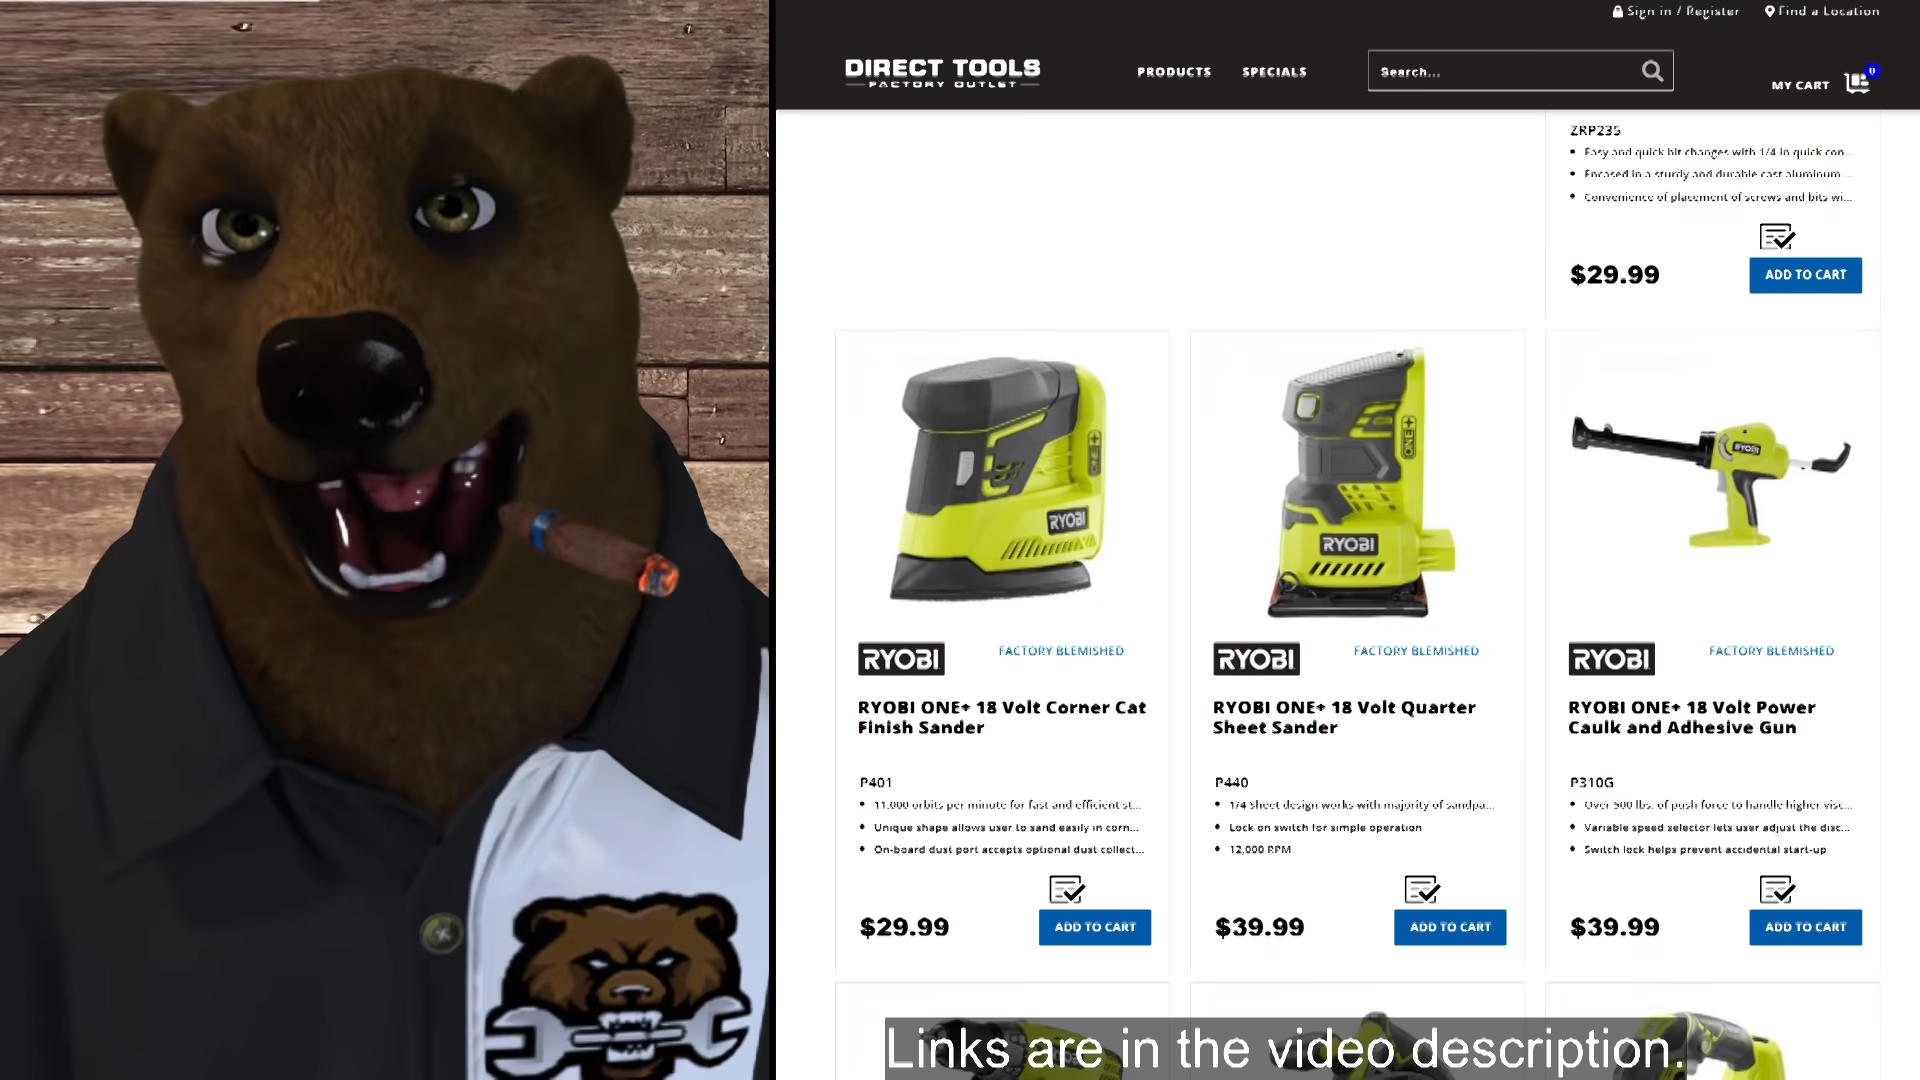 Sign in / Register
Find a Location
DIRECT TOOLS
FACTORY OUTLET
PRODUCTS
SPECIALS
Search...
MY CART
0
ZRP235
Easy and quick bit changes with 1/4 in quick con...
Encased in a sturdy and durable cast aluminum ...
Convenience of placement of screws and bits wi...
$29.99
ADD TO CART
ONE+
RYOBI
ONE+
RYOBI
RYOBI
RYOBI
FACTORY BLEMISHED
RYOBI ONE+ 18 Volt Corner Cat
Finish Sander
P401
11,000 orbits per minute for fast and efficient st...
Unique shape allows user to sand easily in corn...
On-board dust port accepts optional dust collect...
$29.99
ADD TO CART
RYOBI
FACTORY BLEMISHED
RYOBI ONE+ 18 Volt Quarter
Sheet Sander
P440
1/4 Sheet design works with majority of sandpa...
Lock on switch for simple operation
12,000 RPM
$39.99
ADD TO CART
RYOBI
FACTORY BLEMISHED
RYOBI ONE+ 18 Volt Power
Caulk and Adhesive Gun
P310G
Over 500 lbs. of push force to handle higher visc...
Variable speed selector lets user adjust the disc...
Switch lock helps prevent accidental start-up
$39.99
ADD TO CART
Links are in the video description.